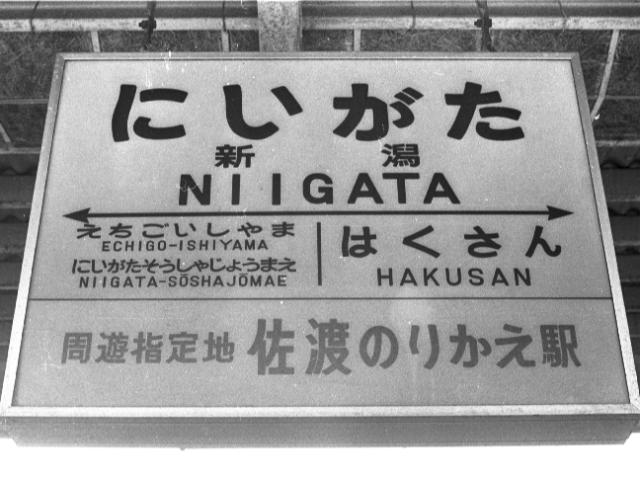 にいがた
新潟
NIIGATA
えちごいしやま
ECHIGO-ISHIYAMA
にいがたそうしゃじょうまえ
NIIGATA-SŌSHAJŌMAE
はくさん
HAKUSAN
周遊指定地 佐渡のりかえ駅